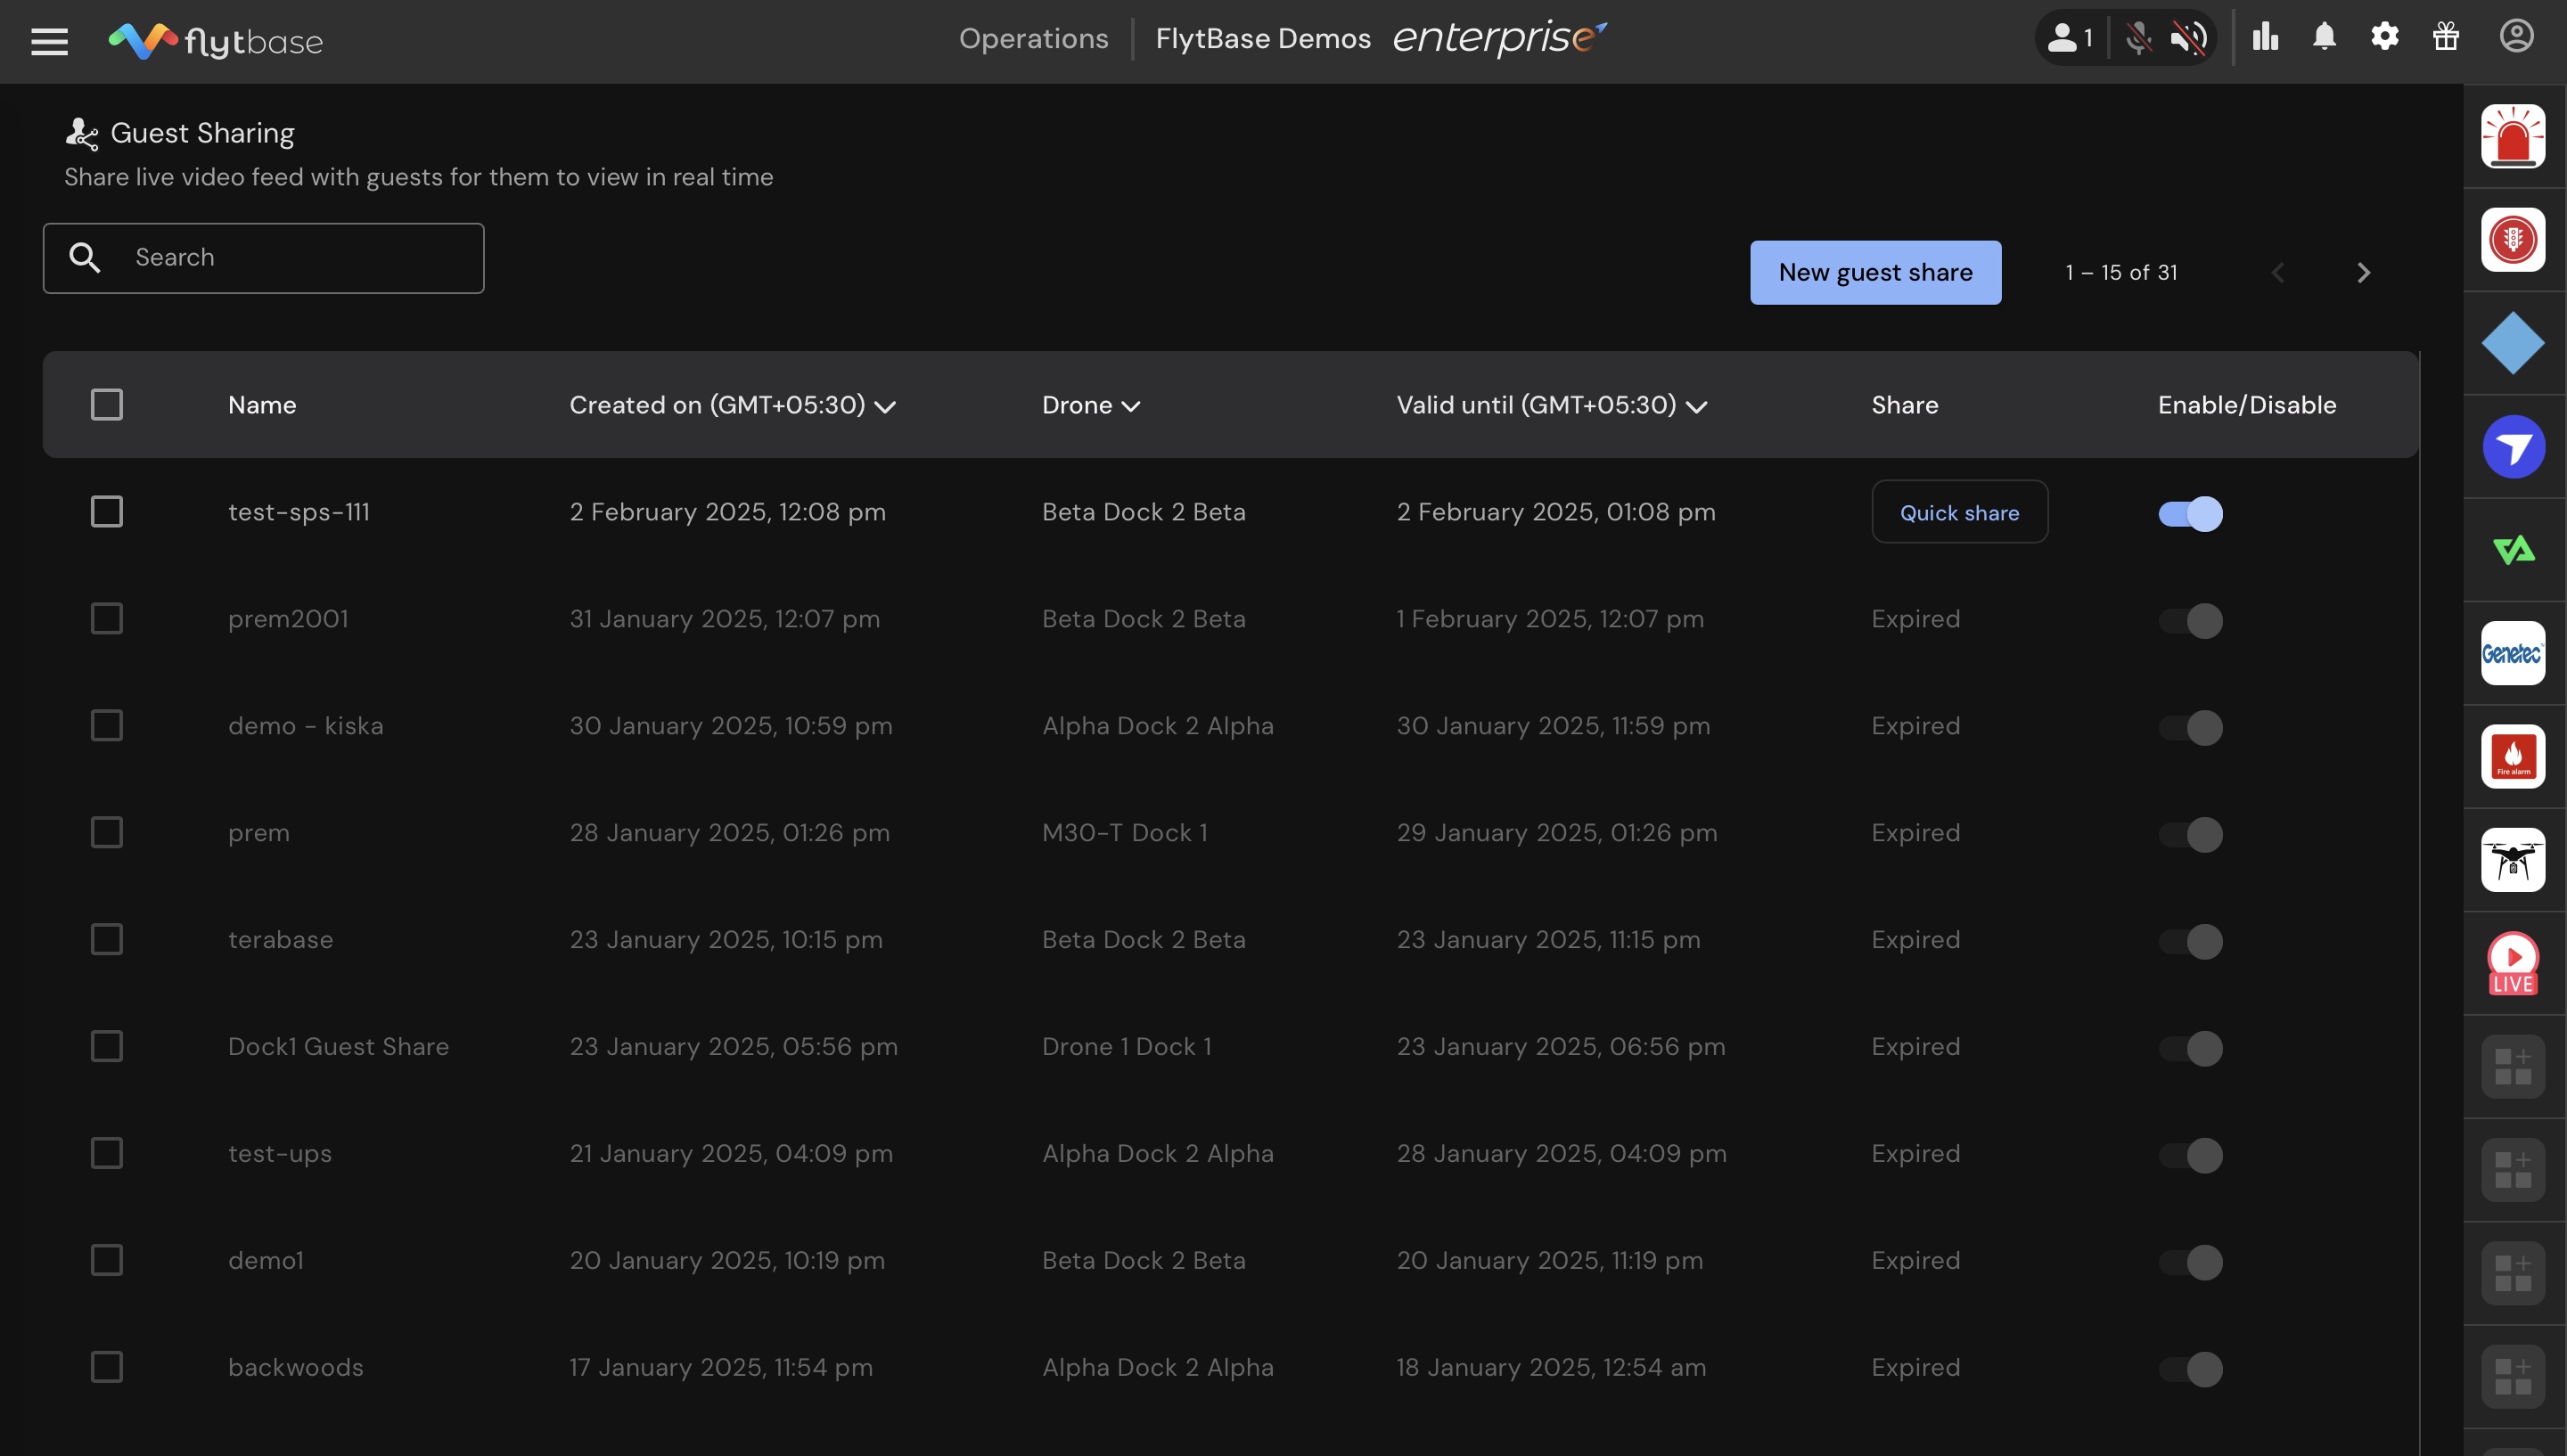 flytbase
Operations FlytBase Demos enterprise
1
Guest Sharing
Share live video feed with guests for them to view in real time
Search
New guest share
1 – 15 of 31
Name Created on (GMT+05:30) Drone Valid until (GMT+05:30) Share Enable/Disable
test-sps-111 2 February 2025, 12:08 pm Beta Dock 2 Beta 2 February 2025, 01:08 pm Quick share
prem2001 31 January 2025, 12:07 pm Beta Dock 2 Beta 1 February 2025, 12:07 pm Expired
demo - kiska 30 January 2025, 10:59 pm Alpha Dock 2 Alpha 30 January 2025, 11:59 pm Expired
prem 28 January 2025, 01:26 pm M30-T Dock 1 29 January 2025, 01:26 pm Expired
terabase 23 January 2025, 10:15 pm Beta Dock 2 Beta 23 January 2025, 11:15 pm Expired
Dock1 Guest Share 23 January 2025, 05:56 pm Drone 1 Dock 1 23 January 2025, 06:56 pm Expired
test-ups 21 January 2025, 04:09 pm Alpha Dock 2 Alpha 28 January 2025, 04:09 pm Expired
demo1 20 January 2025, 10:19 pm Beta Dock 2 Beta 20 January 2025, 11:19 pm Expired
backwoods 17 January 2025, 11:54 pm Alpha Dock 2 Alpha 18 January 2025, 12:54 am Expired
Genetec
Fire alarm
LIVE